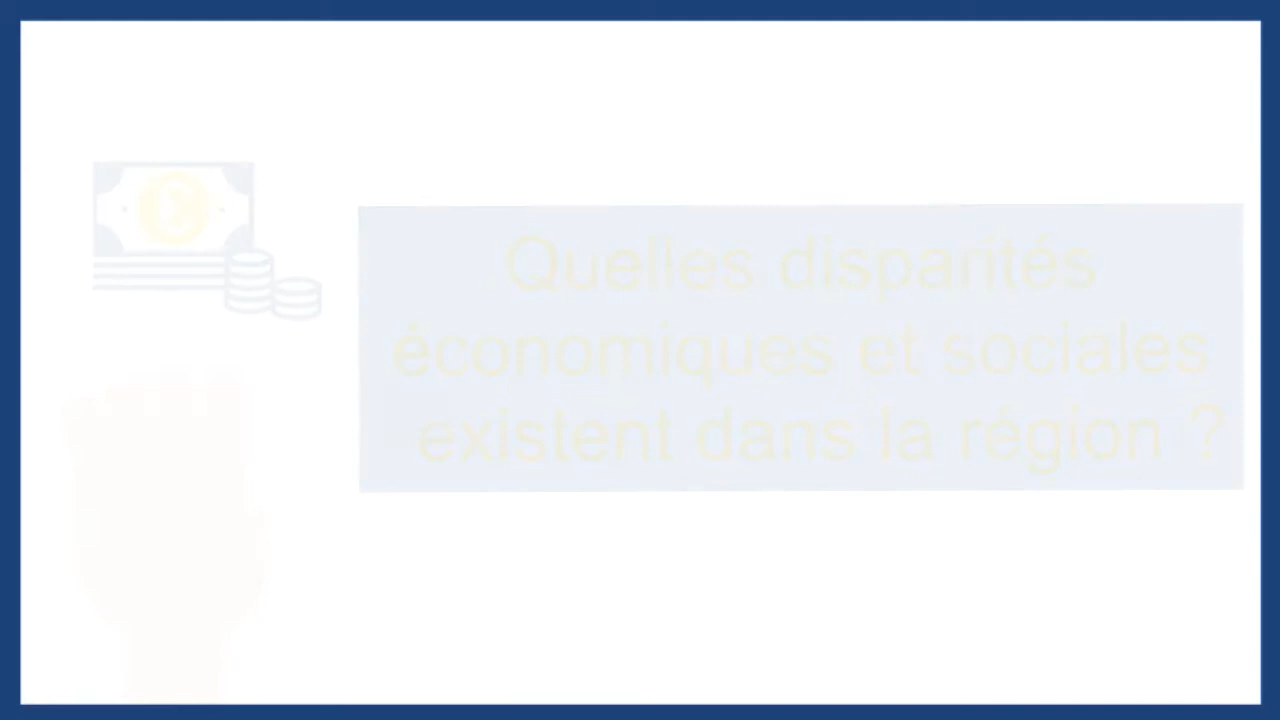 Quelles disparités
économiques et sociales
existent dans la région ?